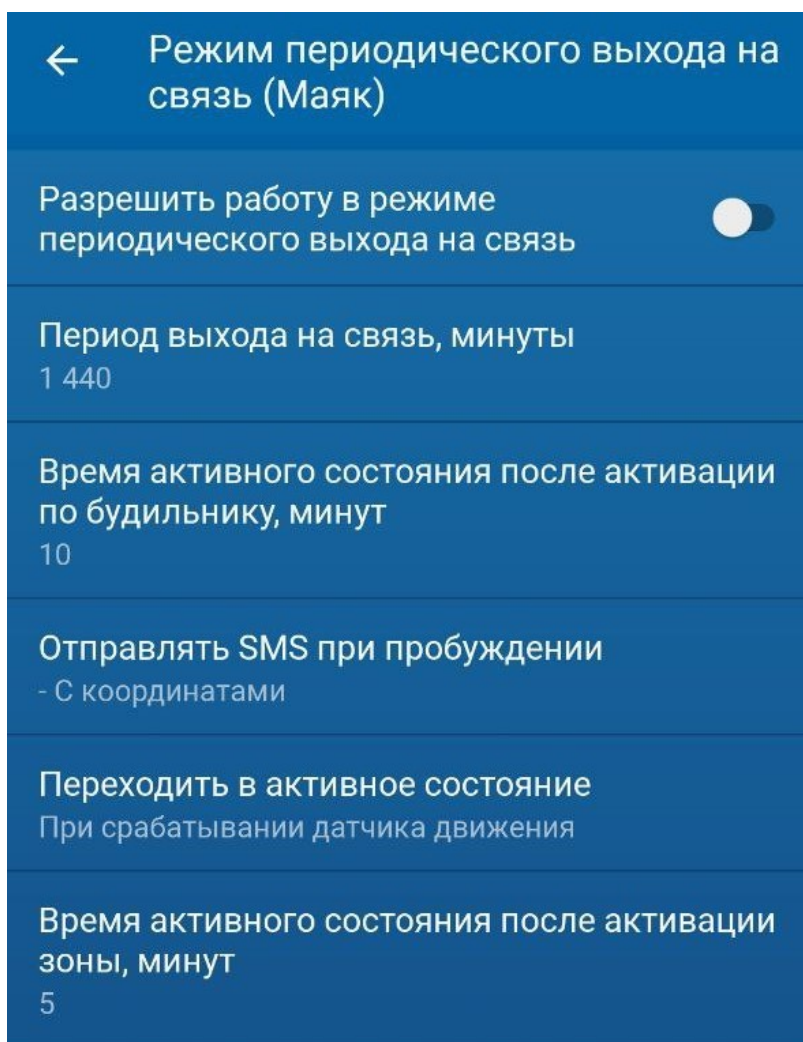 Режим периодического выхода на
связь (Маяк)
Разрешить работу в режиме
периодического выхода на связь
Период выхода на связь, минуты
1 440
Время активного состояния после активации
по будильнику, минут
10
Отправлять SMS при пробуждении
- С координатами
Переходить в активное состояние
При срабатывании датчика движения
Время активного состояния после активации
зоны, минут
5